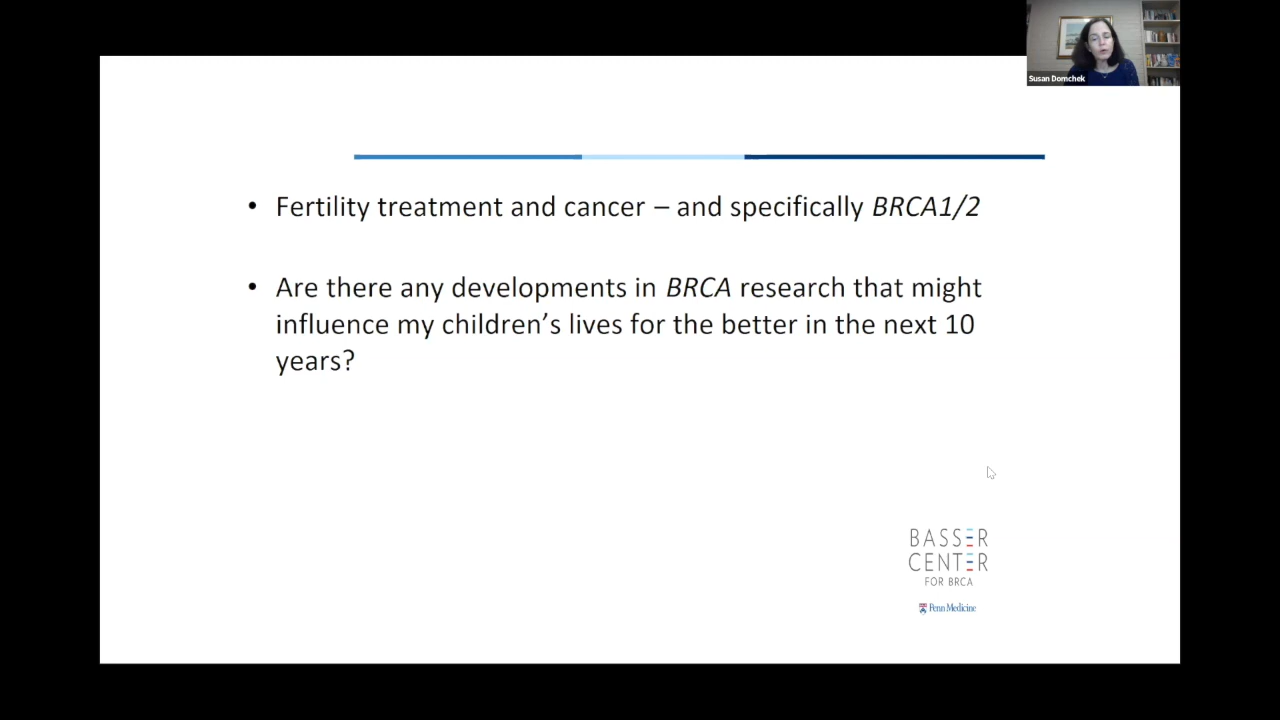 Susan Domchek
• Fertility treatment and cancer – and specifically BRCA1/2
• Are there any developments in BRCA research that might
influence my children’s lives for the better in the next 10
years?
BASSER
CENTER
FOR BRCA
Penn Medicine